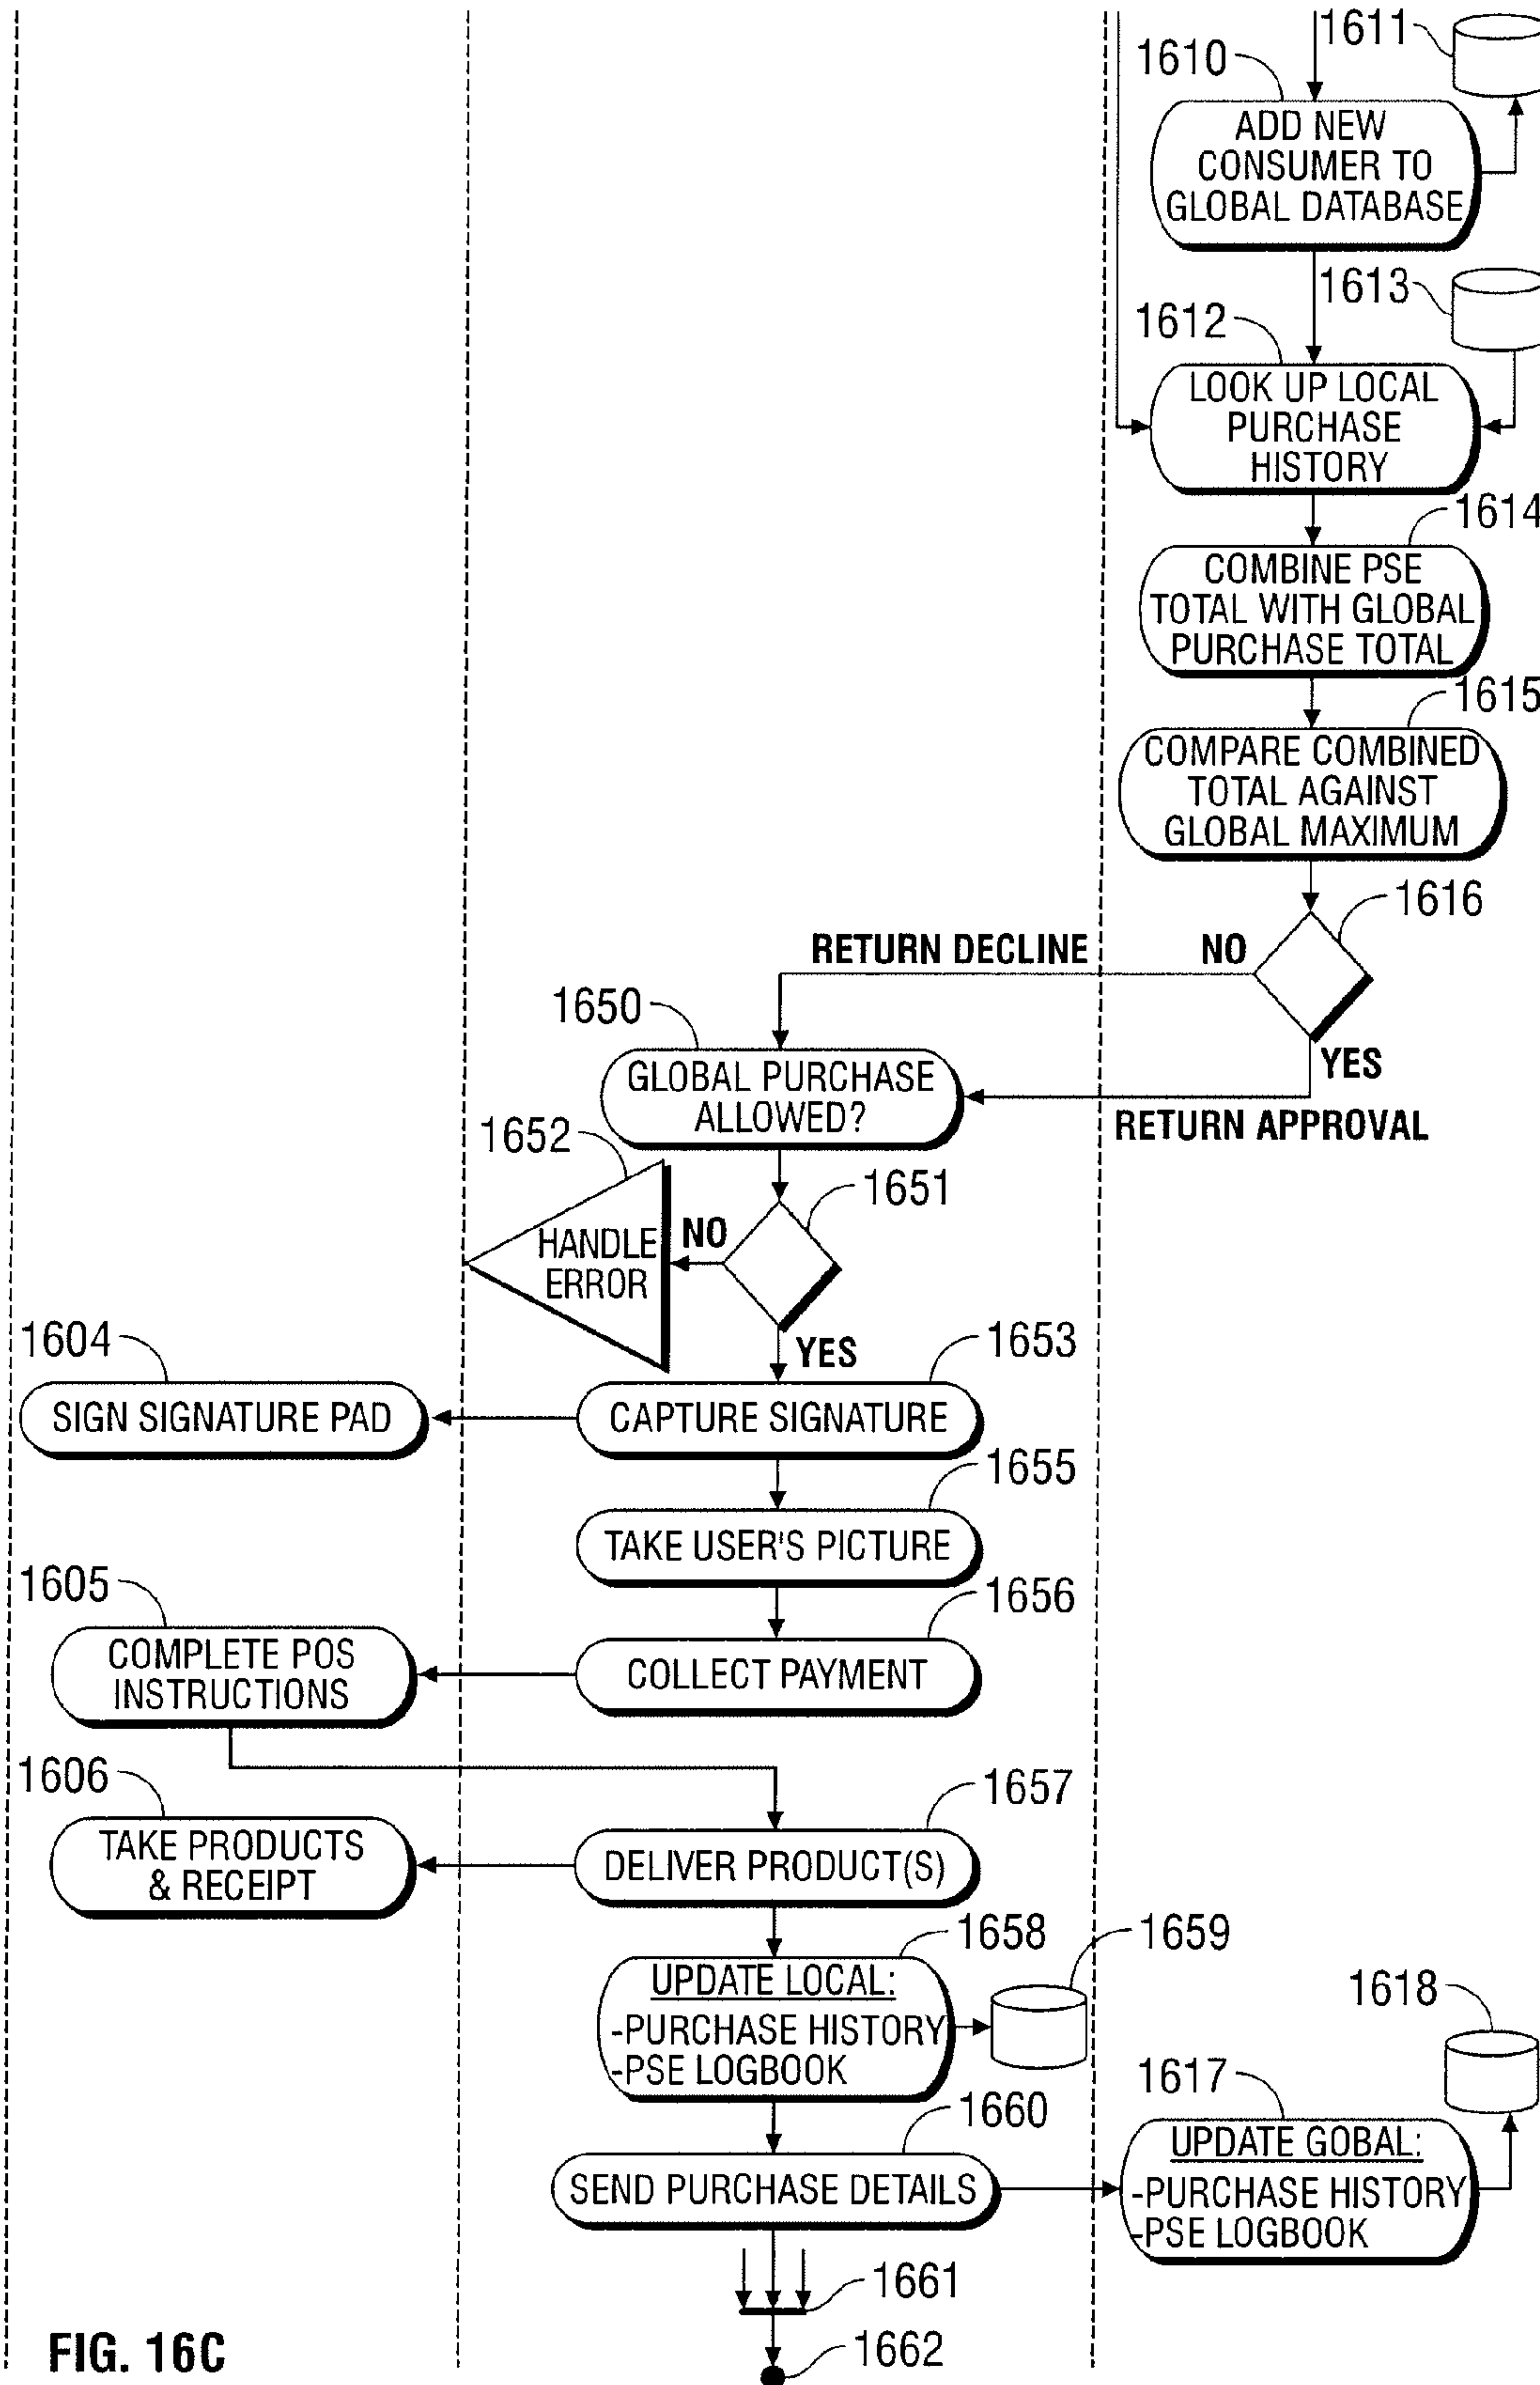 1611
1610
ADD NEW
CONSUMER TO
GLOBAL DATABASE
1613
1612
LOOK UP LOCAL
PURCHASE
HISTORY
1614
COMBINE PSE
TOTAL WITH GLOBAL
PURCHASE TOTAL
1615
COMPARE COMBINED
TOTAL AGAINST
GLOBAL MAXIMUM
1616
RETURN DECLINE
NO
1650
YES
GLOBAL PURCHASE
ALLOWED?
RETURN APPROVAL
1652
1651
NO
HANDLE
ERROR
YES
1604
1653
SIGN SIGNATURE PAD
CAPTURE SIGNATURE
1655
TAKE USER'S PICTURE
1605
1656
COMPLETE POS
INSTRUCTIONS
COLLECT PAYMENT
1606
1657
TAKE PRODUCTS
& RECEIPT
DELIVER PRODUCT(S)
1658
1659
UPDATE LOCAL:
-PURCHASE HISTORY
-PSE LOGBOOK
1618
1617
1660
UPDATE GOBAL:
-PURCHASE HISTORY
-PSE LOGBOOK
SEND PURCHASE DETAILS
1661
1662
FIG. 16C